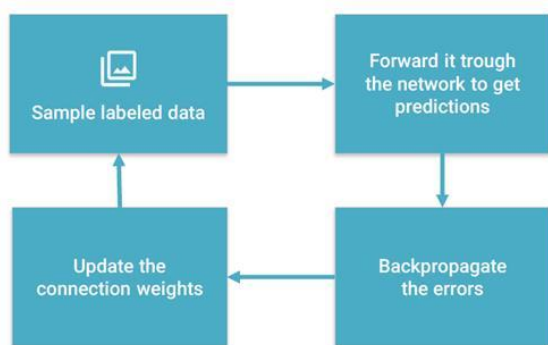 Sample labeled data
Forward it trough
the network to get
predictions
Backpropagate
the errors
Update the
connection weights